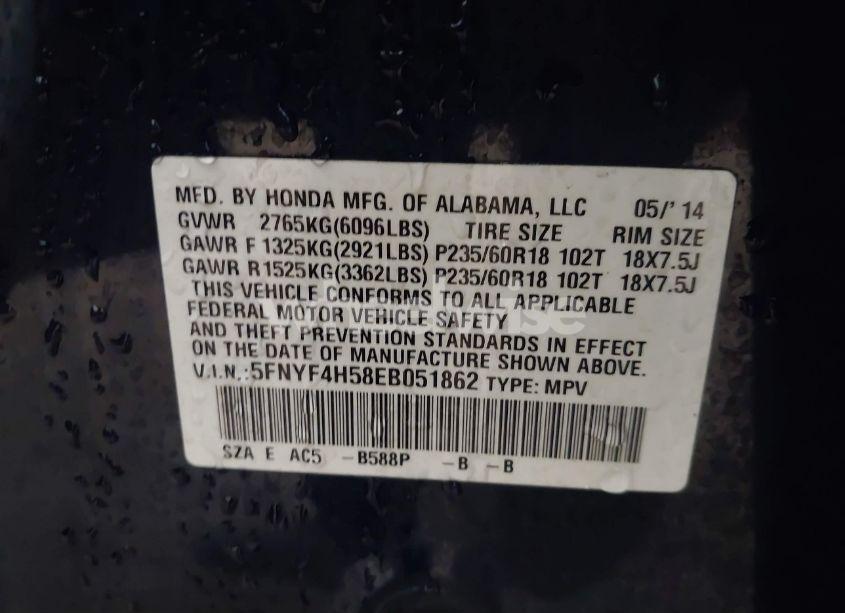 MFD. BY HONDA MFG. OF ALABAMA, LLC 05/' 14
GVWR 2765KG(6096LBS) TIRE SIZE RIM SIZE
GAWR F 1325KG(2921LBS) P235/60R18 102T 18X7.5J
GAWR R1525KG(3362LBS) P235/60R18 102T 18X7.5J
THIS VEHICLE CONFORMS TO ALL APPLICABLE
FEDERAL MOTOR VEHICLE SAFETY
AND THEFT PREVENTION STANDARDS IN EFFECT
ON THE DATE OF MANUFACTURE SHOWN ABOVE.
V.I.N.:5FNYF4H58EB051862 TYPE: MPV
SZA E AC5 -B588P -B -B